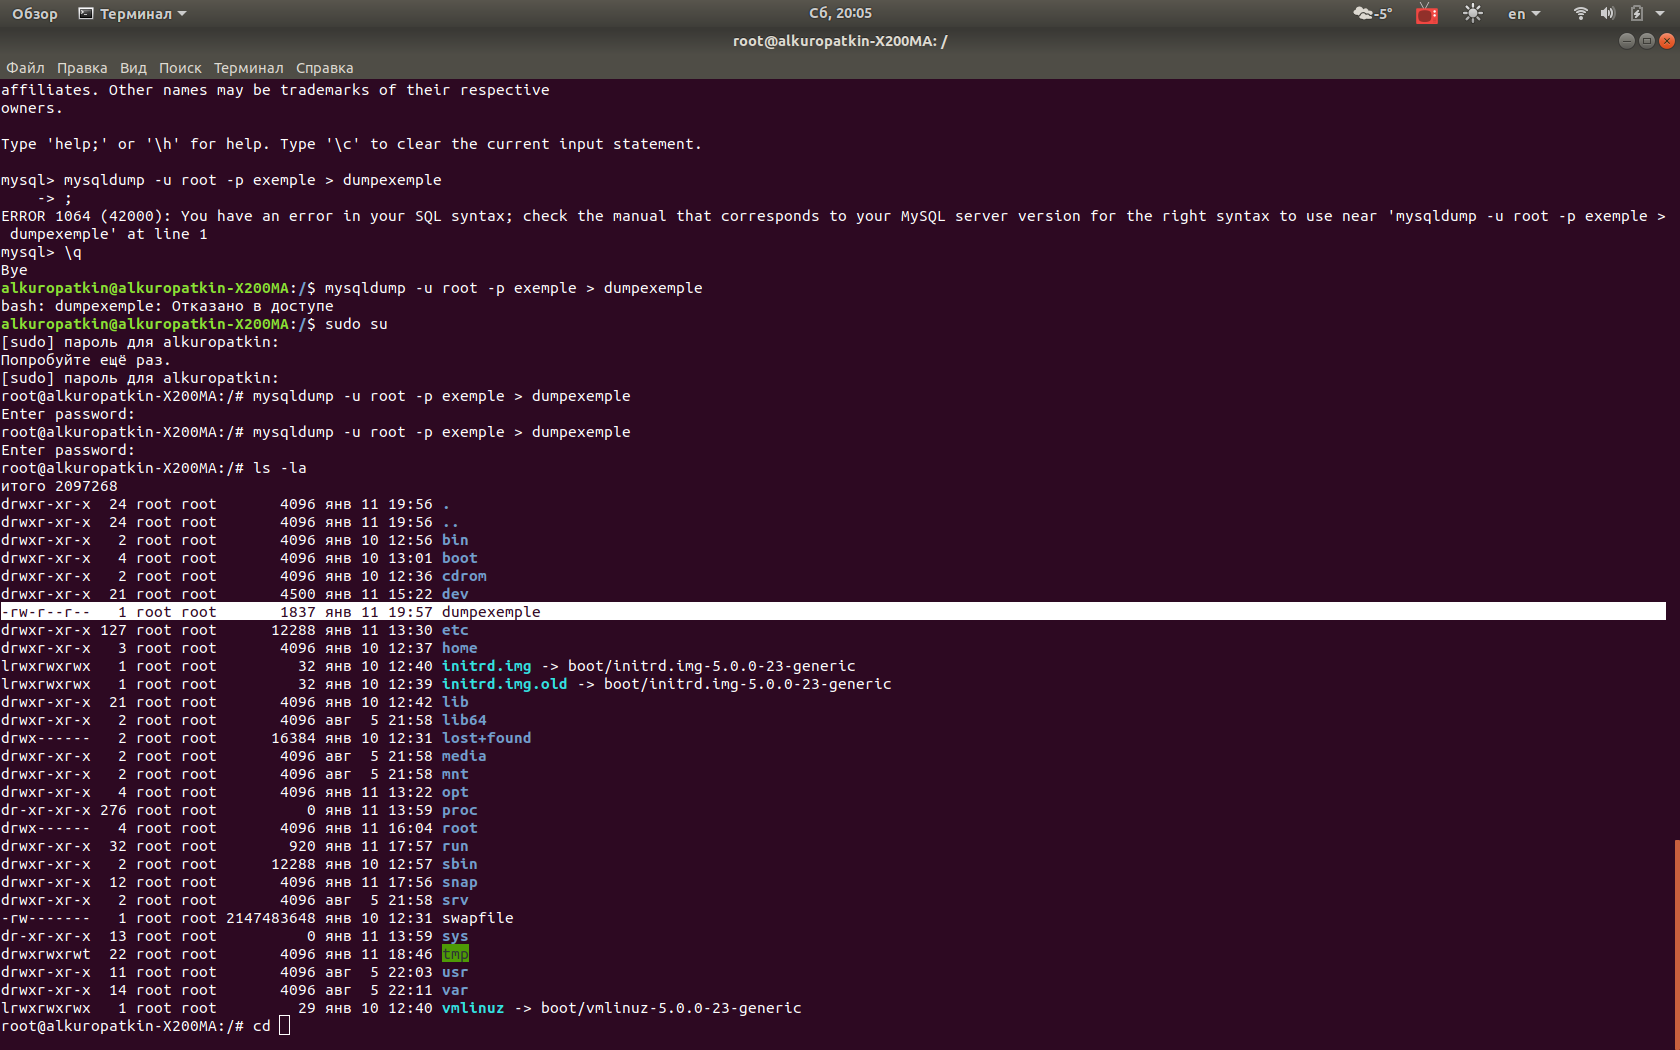 Обзор Терминал Сб, 20:05 -5° en
root@alkuropatkin-X200MA: /
Файл Правка Вид Поиск Терминал Справка
affiliates. Other names may be trademarks of their respective
owners.
Type 'help;' or '\h' for help. Type '\c' to clear the current input statement.
mysql> mysqldump -u root -p exemple > dumpexemple
    -> ;
ERROR 1064 (42000): You have an error in your SQL syntax; check the manual that corresponds to your MySQL server version for the right syntax to use near 'mysqldump -u root -p exemple >
 dumpexemple' at line 1
mysql> \q
Bye
alkuropatkin@alkuropatkin-X200MA:/$ mysqldump -u root -p exemple > dumpexemple
bash: dumpexemple: Отказано в доступе
alkuropatkin@alkuropatkin-X200MA:/$ sudo su
[sudo] пароль для alkuropatkin:
Попробуйте ещё раз.
[sudo] пароль для alkuropatkin:
root@alkuropatkin-X200MA:/# mysqldump -u root -p exemple > dumpexemple
Enter password:
root@alkuropatkin-X200MA:/# mysqldump -u root -p exemple > dumpexemple
Enter password:
root@alkuropatkin-X200MA:/# ls -la
итого 2097268
drwxr-xr-x  24 root root       4096 янв 11 19:56 .
drwxr-xr-x  24 root root       4096 янв 11 19:56 ..
drwxr-xr-x   2 root root       4096 янв 10 12:56 bin
drwxr-xr-x   4 root root       4096 янв 10 13:01 boot
drwxr-xr-x   2 root root       4096 янв 10 12:36 cdrom
drwxr-xr-x  21 root root       4500 янв 11 15:22 dev
-rw-r--r--   1 root root       1837 янв 11 19:57 dumpexemple
drwxr-xr-x 127 root root      12288 янв 11 13:30 etc
drwxr-xr-x   3 root root       4096 янв 10 12:37 home
lrwxrwxrwx   1 root root         32 янв 10 12:40 initrd.img -> boot/initrd.img-5.0.0-23-generic
lrwxrwxrwx   1 root root         32 янв 10 12:39 initrd.img.old -> boot/initrd.img-5.0.0-23-generic
drwxr-xr-x  21 root root       4096 янв 10 12:42 lib
drwxr-xr-x   2 root root       4096 авг  5 21:58 lib64
drwx------   2 root root      16384 янв 10 12:31 lost+found
drwxr-xr-x   2 root root       4096 авг  5 21:58 media
drwxr-xr-x   2 root root       4096 авг  5 21:58 mnt
drwxr-xr-x   4 root root       4096 янв 11 13:22 opt
dr-xr-xr-x 276 root root          0 янв 11 13:59 proc
drwx------   4 root root       4096 янв 11 16:04 root
drwxr-xr-x  32 root root        920 янв 11 17:57 run
drwxr-xr-x   2 root root      12288 янв 10 12:57 sbin
drwxr-xr-x  12 root root       4096 янв 11 17:56 snap
drwxr-xr-x   2 root root       4096 авг  5 21:58 srv
-rw-------   1 root root 2147483648 янв 10 12:31 swapfile
dr-xr-xr-x  13 root root          0 янв 11 13:59 sys
drwxrwxrwt  22 root root       4096 янв 11 18:46 tmp
drwxr-xr-x  11 root root       4096 авг  5 22:03 usr
drwxr-xr-x  14 root root       4096 авг  5 22:11 var
lrwxrwxrwx   1 root root         29 янв 10 12:40 vmlinuz -> boot/vmlinuz-5.0.0-23-generic
root@alkuropatkin-X200MA:/# cd